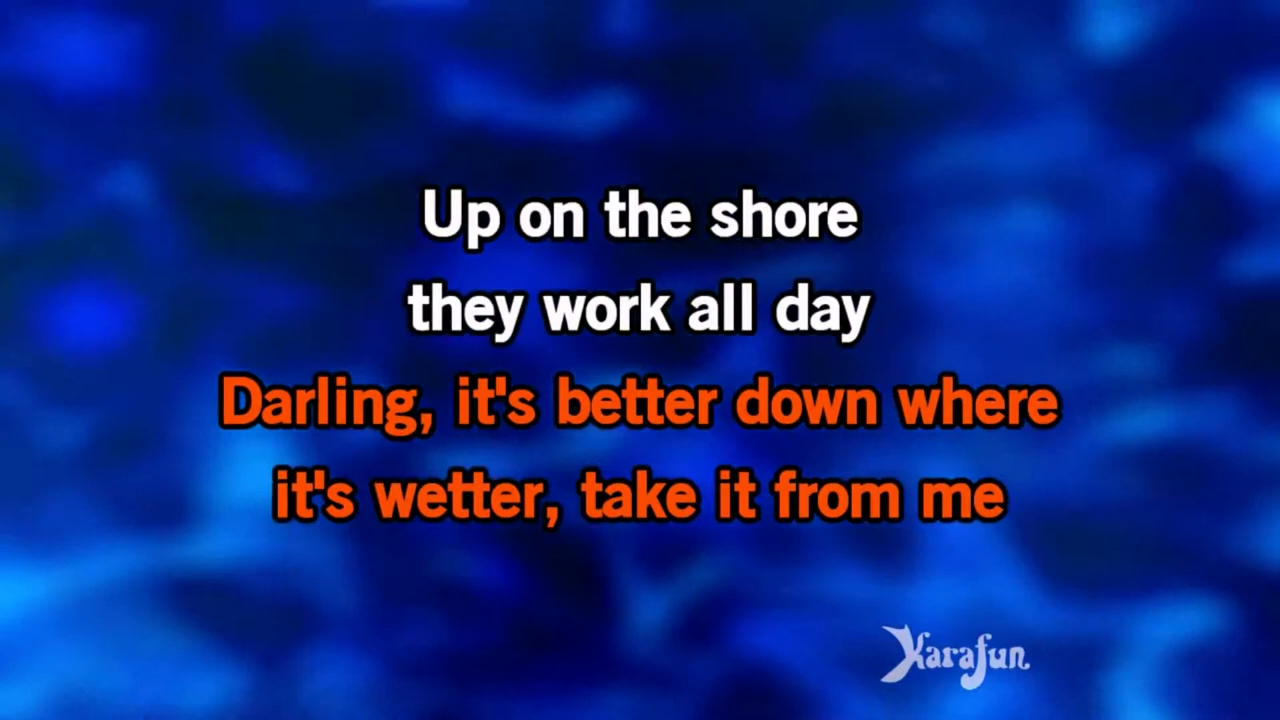 Up on the shore
they work all day
Darling, it's better down where
it's wetter, take it from me
Karafun